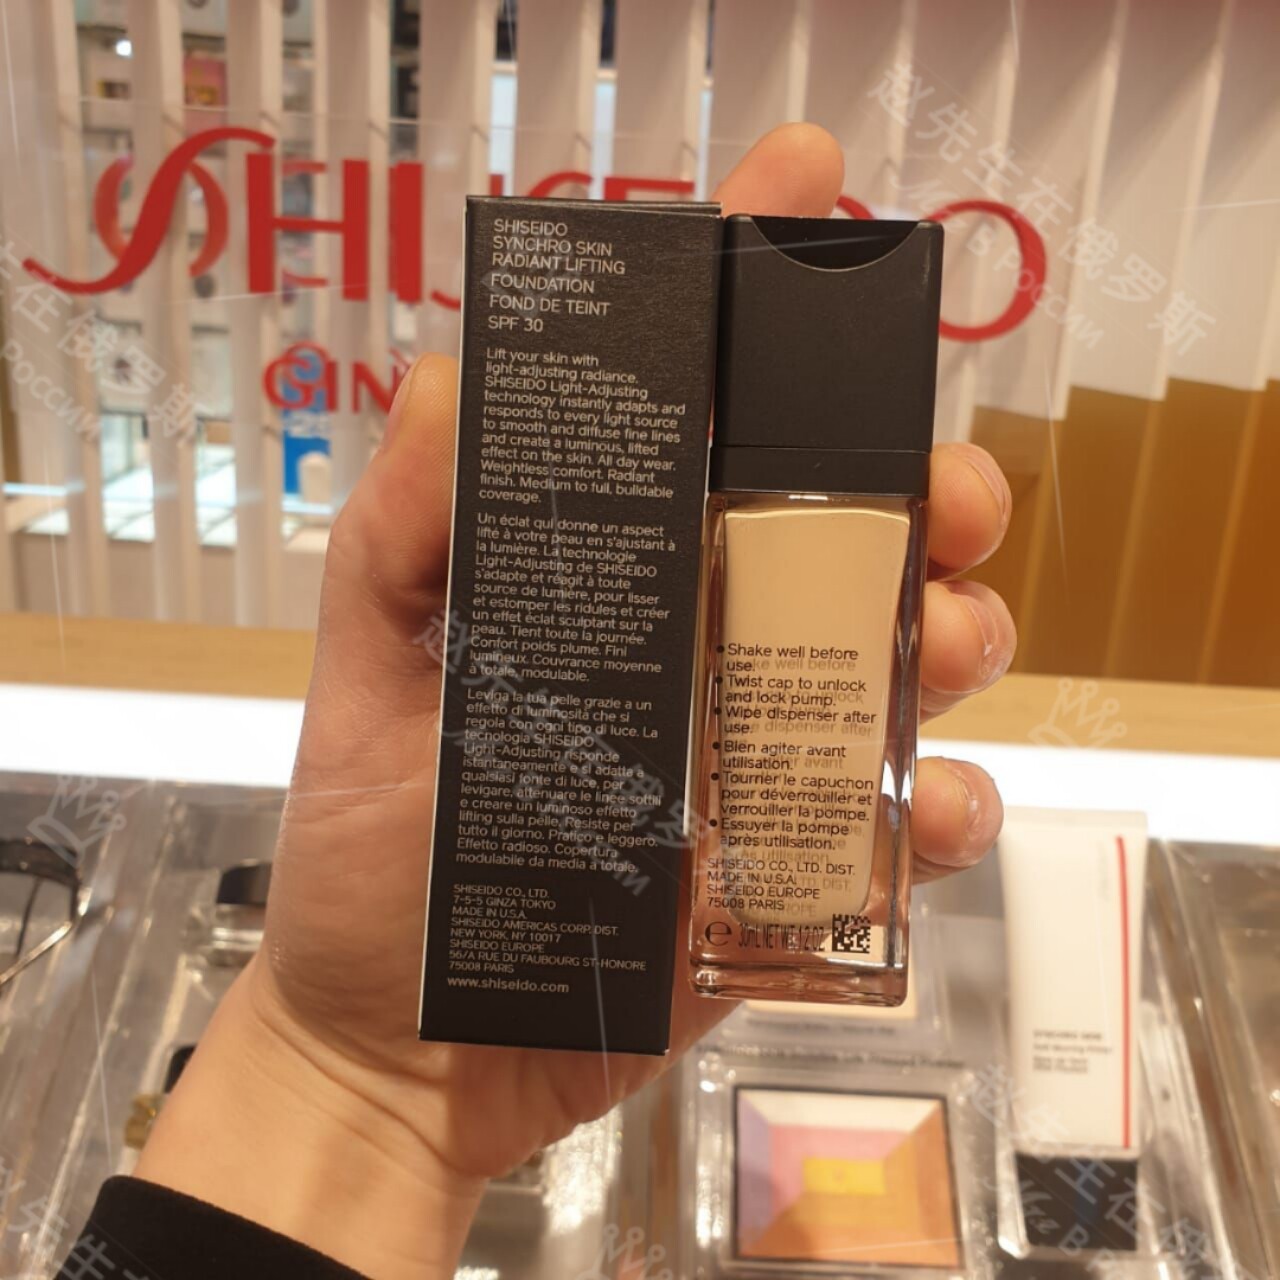 SHISEIDO
SYNCHRO SKIN
RADIANT LIFTING
FOUNDATION
FOND DE TEINT
SPF 30
Lift your skin with
light-adjusting radiance.
SHISEIDO Light-Adjusting
technology instantly adapts and
responds to every light source
to smooth and diffuse fine lines
and create a luminous, lifted
effect on the skin. All day wear.
Weightless comfort. Radiant
finish. Medium to full, buildable
coverage.
Un éclat qui donne un aspect
lifté à votre peau en s'ajustant à
la lumière. La technologie
Light-Adjusting de SHISEIDO
s'adapte et réagit à toute
source de lumière, pour lisser
et estomper les ridules et créer
un effet éclat sculptant sur la
peau. Tient toute la journée.
Confort poids plume. Fini
lumineux. Couvrance moyenne
à totale, modulable.
Leviga la tua pelle grazie a un
effetto di luminosità che si
regola con ogni tipo di luce. La
tecnologia SHISEIDO
Light-Adjusting risponde
istantaneamente e si adatta a
qualsiasi fonte di luce, per
levigare, attenuare le linee sottili
e creare un luminoso effetto
lifting sulla pelle. Resiste per
tutto il giorno. Pratico e leggero.
Effetto radioso. Copertura
modulabile da media a totale.
SHISEIDO CO., LTD.
7-5-5 GINZA TOKYO
MADE IN U.S.A.
SHISEIDO AMERICAS CORP. DIST.
NEW YORK, NY 10017
SHISEIDO EUROPE
56/A RUE DU FAUBOURG ST-HONORE
75008 PARIS
www.shiseido.com
• Shake well before
use.
• Twist cap to unlock
and lock pump.
• Wipe dispenser after
use.
• Bien agiter avant
utilisation.
• Tourner le capuchon
pour déverrouiller et
verrouiller la pompe.
• Essuyer la pompe
après utilisation.
SHISEIDO CO., LTD. DIST.
MADE IN U.S.A.
SHISEIDO EUROPE
75008 PARIS
℮ 30mL NET WT. 1.2 OZ.
SYNCHRO SKIN
赵先生在俄罗斯
В России